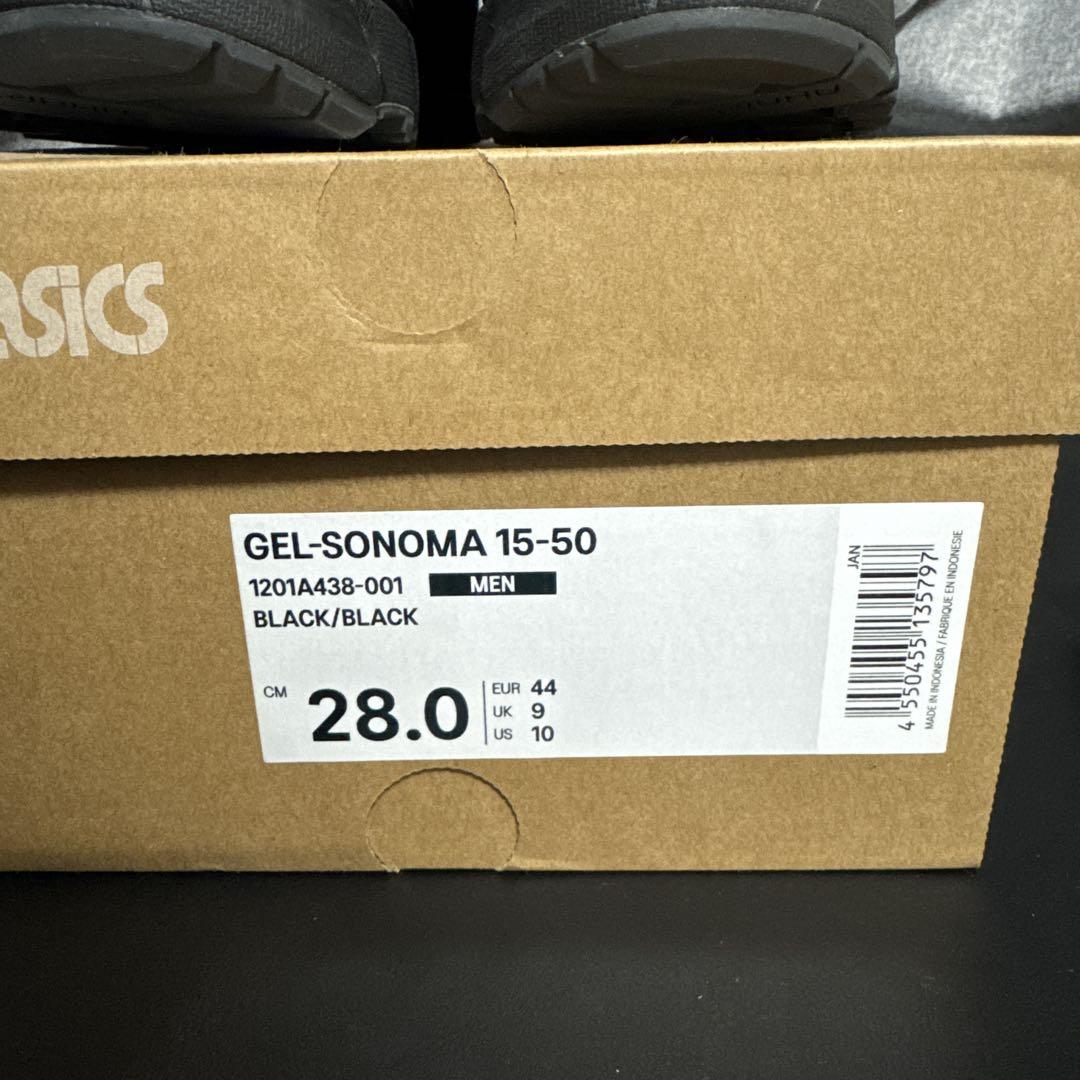 asics
GEL-SONOMA 15-50
1201A438-001 MEN
BLACK/BLACK
CM 28.0
EUR 44
UK 9
US 10
JAN
4 550455 135797
MADE IN INDONESIA / FABRIQUE EN INDONESIE